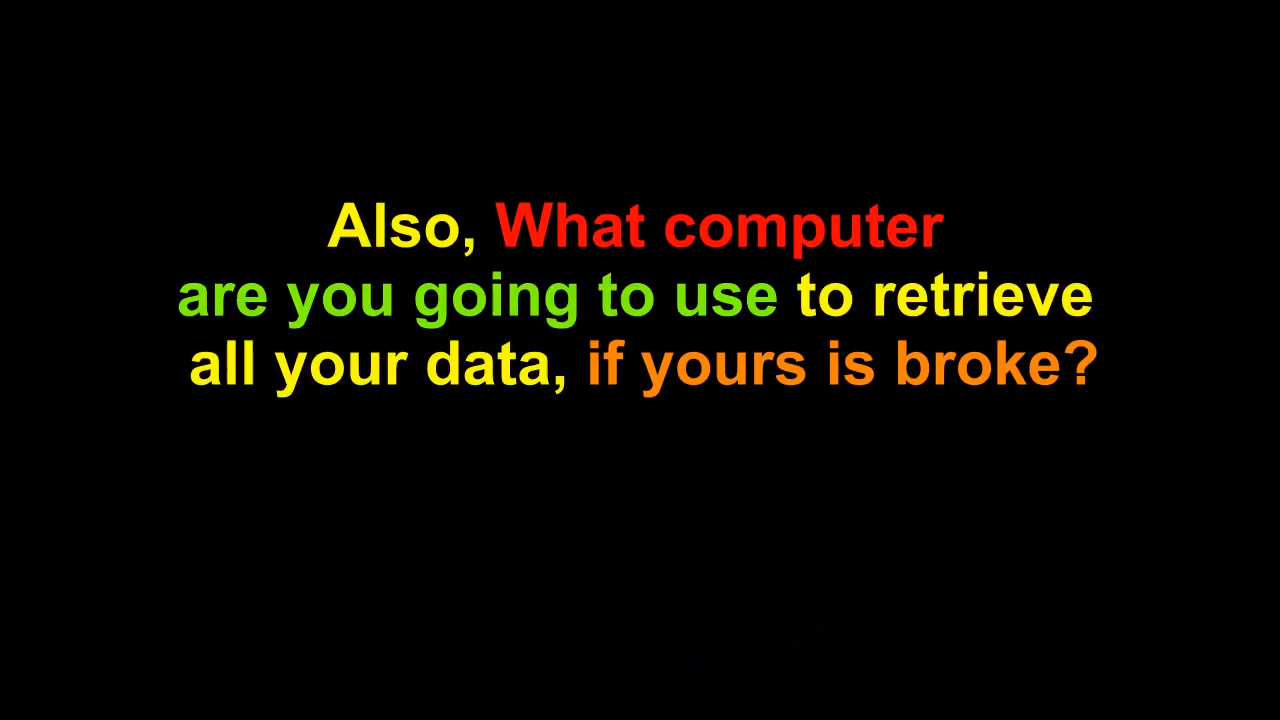 Also, What computer
are you going to use to retrieve
all your data, if yours is broke?